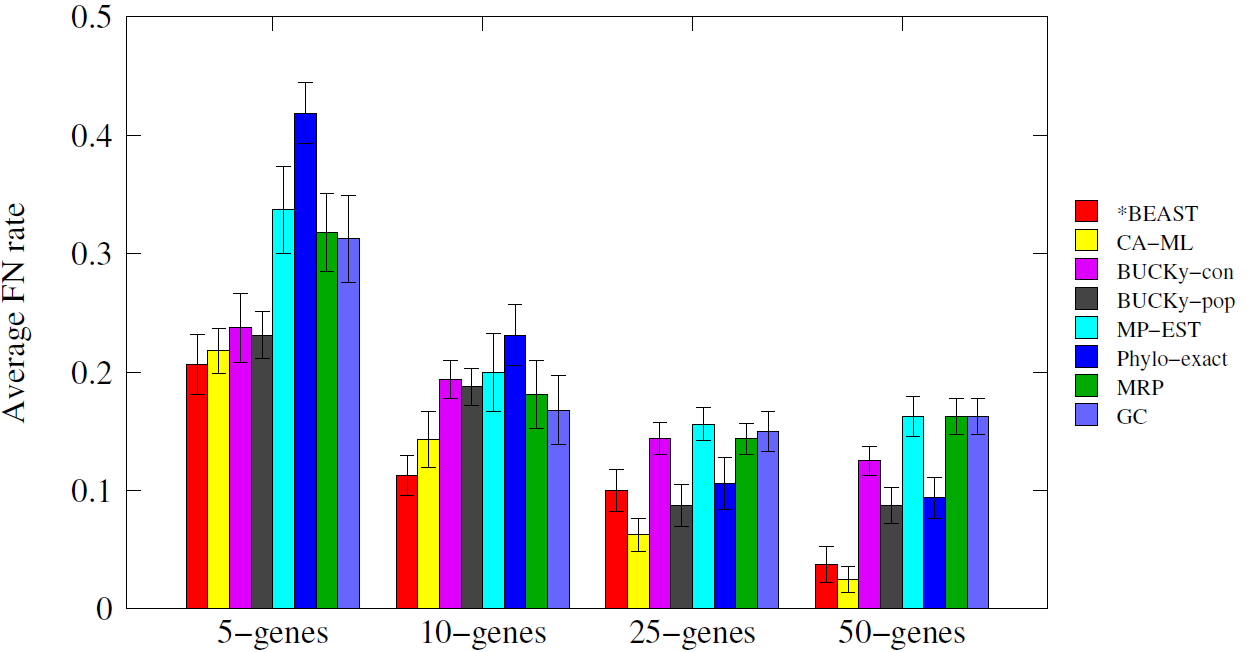 0.5
0.4
0.3
0.2
0.1
0
Average FN rate
5−genes
10−genes
25−genes
50−genes
*BEAST
CA−ML
BUCKy−con
BUCKy−pop
MP−EST
Phylo−exact
MRP
GC